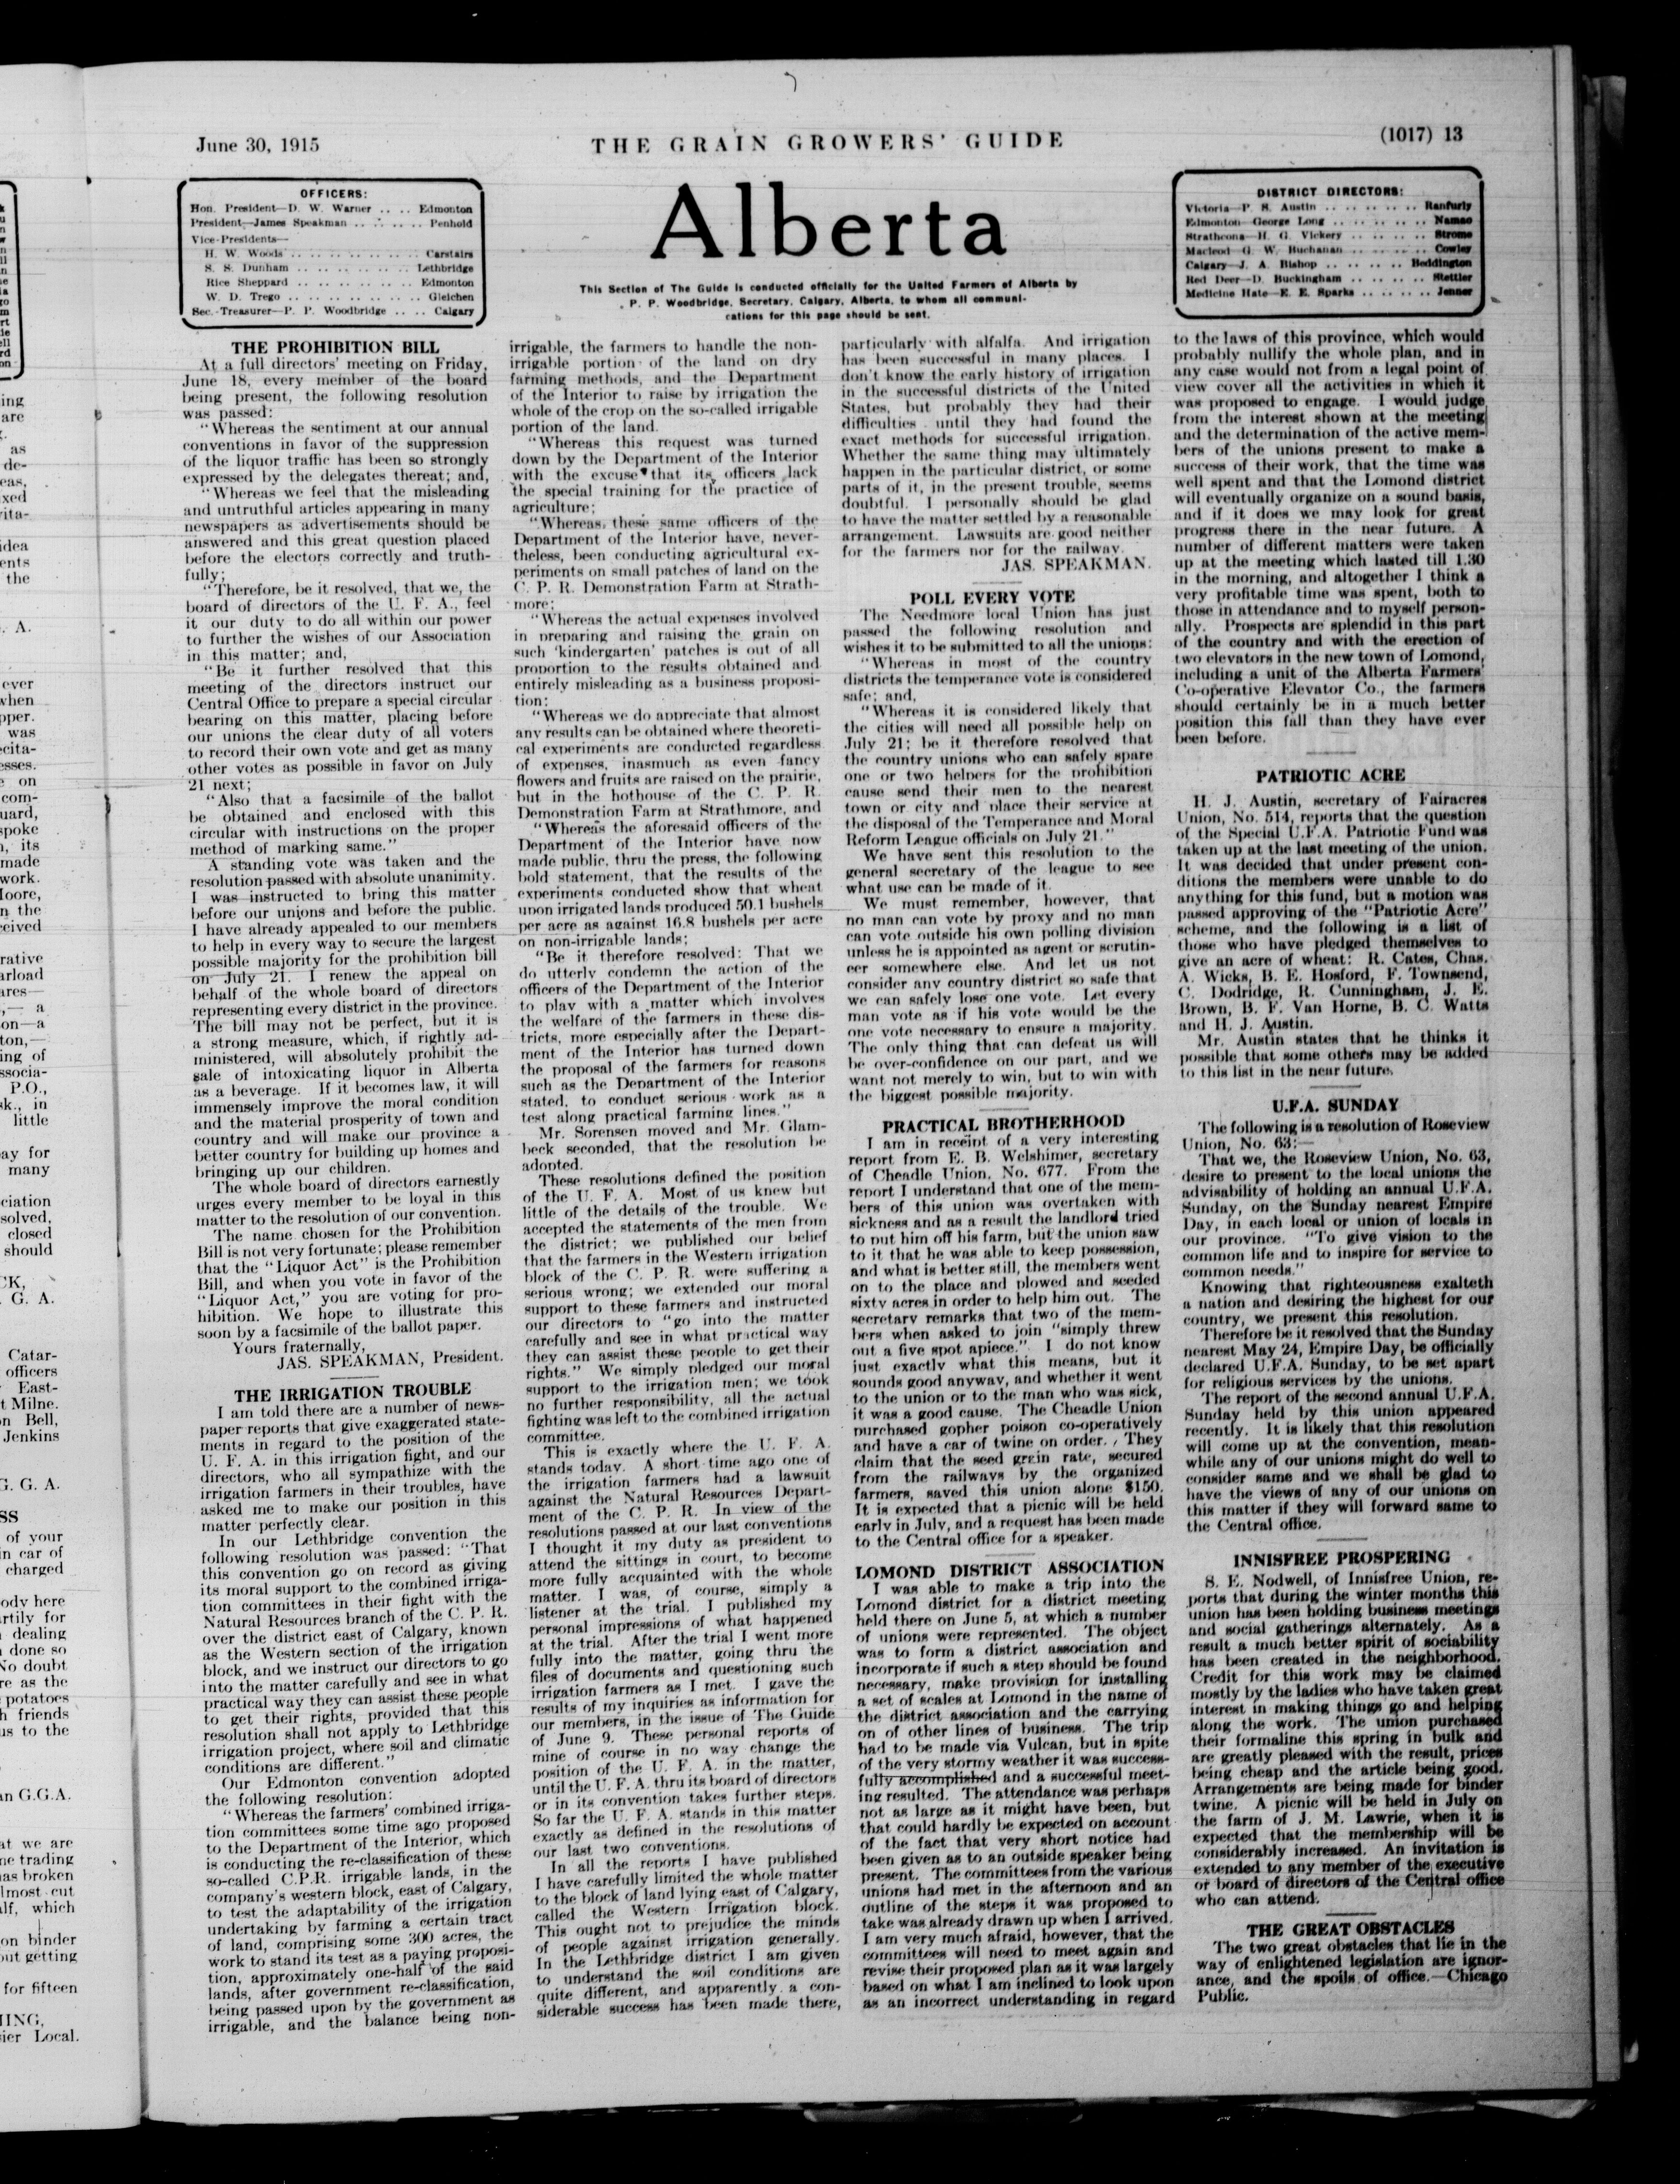 June 30, 1915
THE GRAIN GROWERS' GUIDE
(1017) 13
OFFICERS:
Hon. President—D. W. Warner .. .. Edmonton
President—James Speakman .. .. .. .. Penhold
Vice-Presidents—
H. W. Woods .. .. .. .. .. .. .. Carstairs
S. S. Dunham .. .. .. .. .. .. Lethbridge
Rice Sheppard .. .. .. .. .. .. Edmonton
W. D. Trego .. .. .. .. .. .. .. Gleichen
Sec.-Treasurer—P. P. Woodbridge .. .. Calgary
Alberta
This Section of The Guide is conducted officially for the United Farmers of Alberta by
P. P. Woodbridge, Secretary, Calgary, Alberta, to whom all communi-
cations for this page should be sent.
DISTRICT DIRECTORS:
Victoria—P. S. Austin .. .. .. .. .. Ranfurly
Edmonton—George Long .. .. .. .. .. Namao
Strathcona—H. G. Vickery .. .. .. .. Strome
Macleod—G. W. Buchanan .. .. .. .. Cowley
Calgary—J. A. Bishop .. .. .. .. Beddington
Red Deer—D. Buckingham .. .. .. .. Stettler
Medicine Hate—E. E. Sparks .. .. .. .. Jenner
THE PROHIBITION BILL
At a full directors' meeting on Friday,
June 18, every member of the board
being present, the following resolution
was passed:
"Whereas the sentiment at our annual
conventions in favor of the suppression
of the liquor traffic has been so strongly
expressed by the delegates thereat; and,
"Whereas we feel that the misleading
and untruthful articles appearing in many
newspapers as advertisements should be
answered and this great question placed
before the electors correctly and truth-
fully;
"Therefore, be it resolved, that we, the
board of directors of the U. F. A., feel
it our duty to do all within our power
to further the wishes of our Association
in this matter; and,
"Be it further resolved that this
meeting of the directors instruct our
Central Office to prepare a special circular
bearing on this matter, placing before
our unions the clear duty of all voters
to record their own vote and get as many
other votes as possible in favor on July
21 next;
"Also that a facsimile of the ballot
be obtained and enclosed with this
circular with instructions on the proper
method of marking same."
A standing vote was taken and the
resolution passed with absolute unanimity.
I was instructed to bring this matter
before our unions and before the public.
I have already appealed to our members
to help in every way to secure the largest
possible majority for the prohibition bill
on July 21. I renew the appeal on
behalf of the whole board of directors
representing every district in the province.
The bill may not be perfect, but it is
a strong measure, which, if rightly ad-
ministered, will absolutely prohibit the
sale of intoxicating liquor in Alberta
as a beverage. If it becomes law, it will
immensely improve the moral condition
and the material prosperity of town and
country and will make our province a
better country for building up homes and
bringing up our children.
The whole board of directors earnestly
urges every member to be loyal in this
matter to the resolution of our convention.
The name chosen for the Prohibition
Bill is not very fortunate; please remember
that the "Liquor Act" is the Prohibition
Bill, and when you vote in favor of the
"Liquor Act," you are voting for pro-
hibition. We hope to illustrate this
soon by a facsimile of the ballot paper.
Yours fraternally,
JAS. SPEAKMAN, President.
THE IRRIGATION TROUBLE
I am told there are a number of news-
paper reports that give exaggerated state-
ments in regard to the position of the
U. F. A. in this irrigation fight, and our
directors, who all sympathize with the
irrigation farmers in their troubles, have
asked me to make our position in this
matter perfectly clear.
In our Lethbridge convention the
following resolution was passed: "That
this convention go on record as giving
its moral support to the combined irriga-
tion committees in their fight with the
Natural Resources branch of the C. P. R.
over the district east of Calgary, known
as the Western section of the irrigation
block, and we instruct our directors to go
into the matter carefully and see in what
practical way they can assist these people
to get their rights, provided that this
resolution shall not apply to Lethbridge
irrigation project, where soil and climatic
conditions are different."
Our Edmonton convention adopted
the following resolution:
"Whereas the farmers' combined irriga-
tion committees some time ago proposed
to the Department of the Interior, which
is conducting the re-classification of these
so-called C.P.R. irrigable lands, in the
company's western block, east of Calgary,
to test the adaptability of the irrigation
undertaking by farming a certain tract
of land, comprising some 300 acres, the
work to stand its test as a paying proposi-
tion, approximately one-half of the said
lands, after government re-classification,
being passed upon by the government as
irrigable, and the balance being non-
irrigable, the farmers to handle the non-
irrigable portion of the land on dry
farming methods, and the Department
of the Interior to raise by irrigation the
whole of the crop on the so-called irrigable
portion of the land.
"Whereas this request was turned
down by the Department of the Interior
with the excuse that its officers lack
the special training for the practice of
agriculture;
"Whereas, these same officers of the
Department of the Interior have, never-
theless, been conducting agricultural ex-
periments on small patches of land on the
C. P. R. Demonstration Farm at Strath-
more;
"Whereas the actual expenses involved
in preparing and raising the grain on
such 'kindergarten' patches is out of all
proportion to the results obtained and
entirely misleading as a business proposi-
tion;
"Whereas we do appreciate that almost
any results can be obtained where theoreti-
cal experiments are conducted regardless
of expenses, inasmuch as even fancy
flowers and fruits are raised on the prairie,
but in the hothouse of the C. P. R.
Demonstration Farm at Strathmore, and
"Whereas the aforesaid officers of the
Department of the Interior have now
made public, thru the press, the following
bold statement, that the results of the
experiments conducted show that wheat
upon irrigated lands produced 50.1 bushels
per acre as against 16.8 bushels per acre
on non-irrigable lands;
"Be it therefore resolved: That we
do utterly condemn the action of the
officers of the Department of the Interior
to play with a matter which involves
the welfare of the farmers in these dis-
tricts, more especially after the Depart-
ment of the Interior has turned down
the proposal of the farmers for reasons
such as the Department of the Interior
stated, to conduct serious work as a
test along practical farming lines."
Mr. Sorensen moved and Mr. Glam-
beck seconded, that the resolution be
adopted.
These resolutions defined the position
of the U. F. A. Most of us knew but
little of the details of the trouble. We
accepted the statements of the men from
the district; we published our belief
that the farmers in the Western irrigation
block of the C. P. R. were suffering a
serious wrong; we extended our moral
support to these farmers and instructed
our directors to "go into the matter
carefully and see in what practical way
they can assist these people to get their
rights." We simply pledged our moral
support to the irrigation men; we took
no further responsibility, all the actual
fighting was left to the combined irrigation
committee.
This is exactly where the U. F. A.
stands today. A short time ago one of
the irrigation farmers had a lawsuit
against the Natural Resources Depart-
ment of the C. P. R. In view of the
resolutions passed at our last conventions
I thought it my duty as president to
attend the sittings in court, to become
more fully acquainted with the whole
matter. I was, of course, simply a
listener at the trial. I published my
personal impressions of what happened
at the trial. After the trial I went more
fully into the matter, going thru the
files of documents and questioning such
irrigation farmers as I met. I gave the
results of my inquiries as information for
our members, in the issue of The Guide
of June 9. These personal reports of
mine of course in no way change the
position of the U. F. A. in the matter,
until the U. F. A. thru its board of directors
or in its convention takes further steps.
So far the U. F. A. stands in this matter
exactly as defined in the resolutions of
our last two conventions.
In all the reports I have published
I have carefully limited the whole matter
to the block of land lying east of Calgary,
called the Western Irrigation block.
This ought not to prejudice the minds
of people against irrigation generally.
In the Lethbridge district I am given
to understand the soil conditions are
quite different, and apparently a con-
siderable success has been made there,
particularly with alfalfa. And irrigation
has been successful in many places. I
don't know the early history of irrigation
in the successful districts of the United
States, but probably they had their
difficulties until they had found the
exact methods for successful irrigation.
Whether the same thing may ultimately
happen in the particular district, or some
parts of it, in the present trouble, seems
doubtful. I personally should be glad
to have the matter settled by a reasonable
arrangement. Lawsuits are good neither
for the farmers nor for the railway.
JAS. SPEAKMAN.
POLL EVERY VOTE
The Needmore local Union has just
passed the following resolution and
wishes it to be submitted to all the unions:
"Whereas in most of the country
districts the temperance vote is considered
safe; and,
"Whereas it is considered likely that
the cities will need all possible help on
July 21; be it therefore resolved that
the country unions who can safely spare
one or two helpers for the prohibition
cause send their men to the nearest
town or city and place their service at
the disposal of the Temperance and Moral
Reform League officials on July 21."
We have sent this resolution to the
general secretary of the league to see
what use can be made of it.
We must remember, however, that
no man can vote by proxy and no man
can vote outside his own polling division
unless he is appointed as agent or scrutin-
eer somewhere else. And let us not
consider any country district so safe that
we can safely lose one vote. Let every
man vote as if his vote would be the
one vote necessary to ensure a majority.
The only thing that can defeat us will
be over-confidence on our part, and we
want not merely to win, but to win with
the biggest possible majority.
PRACTICAL BROTHERHOOD
I am in receipt of a very interesting
report from E. B. Welshimer, secretary
of Cheadle Union, No. 677. From the
report I understand that one of the mem-
bers of this union was overtaken with
sickness and as a result the landlord tried
to put him off his farm, but the union saw
to it that he was able to keep possession,
and what is better still, the members went
on to the place and plowed and seeded
sixty acres in order to help him out. The
secretary remarks that two of the mem-
bers when asked to join "simply threw
out a five spot apiece." I do not know
just exactly what this means, but it
sounds good anyway, and whether it went
to the union or to the man who was sick,
it was a good cause. The Cheadle Union
purchased gopher poison co-operatively
and have a car of twine on order. They
claim that the seed grein rate, secured
from the railways by the organized
farmers, saved this union alone $150.
It is expected that a picnic will be held
early in July, and a request has been made
to the Central office for a speaker.
LOMOND DISTRICT ASSOCIATION
I was able to make a trip into the
Lomond district for a district meeting
held there on June 5, at which a number
of unions were represented. The object
was to form a district association and
incorporate if such a step should be found
necessary, make provision for installing
a set of scales at Lomond in the name of
the district association and the carrying
on of other lines of business. The trip
had to be made via Vulcan, but in spite
of the very stormy weather it was success-
fully accomplished and a successful meet-
ing resulted. The attendance was perhaps
not as large as it might have been, but
that could hardly be expected on account
of the fact that very short notice had
been given as to an outside speaker being
present. The committees from the various
unions had met in the afternoon and an
outline of the steps it was proposed to
take was already drawn up when I arrived.
I am very much afraid, however, that the
committees will need to meet again and
revise their proposed plan as it was largely
based on what I am inclined to look upon
as an incorrect understanding in regard
to the laws of this province, which would
probably nullify the whole plan, and in
any case would not from a legal point of
view cover all the activities in which it
was proposed to engage. I would judge
from the interest shown at the meeting
and the determination of the active mem-
bers of the unions present to make a
success of their work, that the time was
well spent and that the Lomond district
will eventually organize on a sound basis,
and if it does we may look for great
progress there in the near future. A
number of different matters were taken
up at the meeting which lasted till 1.30
in the morning, and altogether I think a
very profitable time was spent, both to
those in attendance and to myself person-
ally. Prospects are splendid in this part
of the country and with the erection of
two elevators in the new town of Lomond,
including a unit of the Alberta Farmers'
Co-operative Elevator Co., the farmers
should certainly be in a much better
position this fall than they have ever
been before.
PATRIOTIC ACRE
H. J. Austin, secretary of Fairacres
Union, No. 514, reports that the question
of the Special U.F.A. Patriotic Fund was
taken up at the last meeting of the union.
It was decided that under present con-
ditions the members were unable to do
anything for this fund, but a motion was
passed approving of the "Patriotic Acre"
scheme, and the following is a list of
those who have pledged themselves to
give an acre of wheat: R. Cates, Chas.
A. Wicks, B. E. Hosford, F. Townsend,
C. Dodridge, R. Cunningham, J. E.
Brown, B. F. Van Horne, B. C. Watts
and H. J. Austin.
Mr. Austin states that he thinks it
possible that some others may be added
to this list in the near future.
U.F.A. SUNDAY
The following is a resolution of Roseview
Union, No. 63:—
That we, the Roseview Union, No. 63,
desire to present to the local unions the
advisability of holding an annual U.F.A.
Sunday, on the Sunday nearest Empire
Day, in each local or union of locals in
our province. "To give vision to the
common life and to inspire for service to
common needs."
Knowing that righteousness exalteth
a nation and desiring the highest for our
country, we present this resolution.
Therefore be it resolved that the Sunday
nearest May 24, Empire Day, be officially
declared U.F.A. Sunday, to be set apart
for religious services by the unions.
The report of the second annual U.F.A.
Sunday held by this union appeared
recently. It is likely that this resolution
will come up at the convention, mean-
while any of our unions might do well to
consider same and we shall be glad to
have the views of any of our unions on
this matter if they will forward same to
the Central office.
INNISFREE PROSPERING
S. E. Nodwell, of Innisfree Union, re-
ports that during the winter months this
union has been holding business meetings
and social gatherings alternately. As a
result a much better spirit of sociability
has been created in the neighborhood.
Credit for this work may be claimed
mostly by the ladies who have taken great
interest in making things go and helping
along the work. The union purchased
their formaline this spring in bulk and
are greatly pleased with the result, prices
being cheap and the article being good.
Arrangements are being made for binder
twine. A picnic will be held in July on
the farm of J. M. Lawrie, when it is
expected that the membership will be
considerably increased. An invitation is
extended to any member of the executive
or board of directors of the Central office
who can attend.
THE GREAT OBSTACLES
The two great obstacles that lie in the
way of enlightened legislation are ignor-
ance, and the spoils of office.—Chicago
Public.